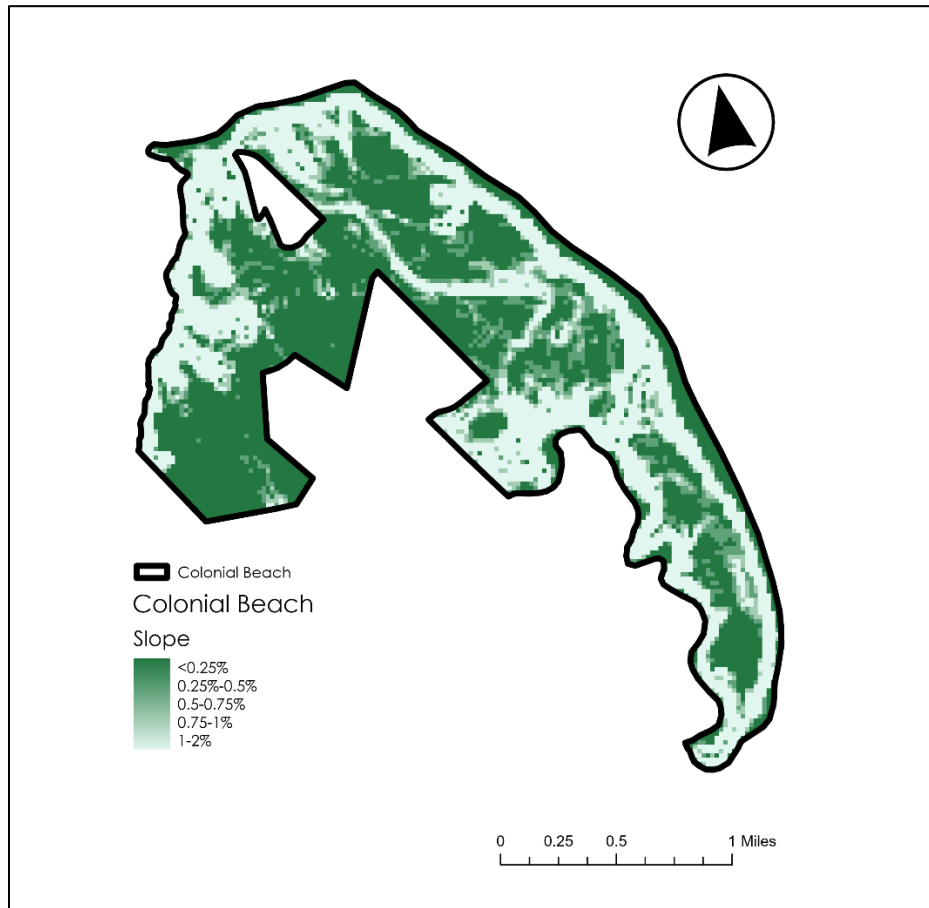 Colonial Beach
Colonial Beach
Slope
<0.25%
0.25%-0.5%
0.5-0.75%
0.75-1%
1-2%
0 0.25 0.5 1 Miles